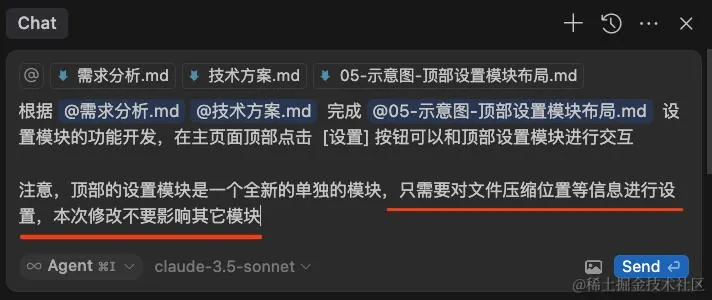 Chat
@ 需求分析.md 技术方案.md 05-示意图-顶部设置模块布局.md
根据 @需求分析.md @技术方案.md 完成 @05-示意图-顶部设置模块布局.md 设
置模块的功能开发，在主页面顶部点击 [设置] 按钮可以和顶部设置模块进行交互
注意，顶部的设置模块是一个全新的单独的模块，只需要对文件压缩位置等信息进行设
置，本次修改不要影响其它模块
∞ Agent ⌘I claude-3.5-sonnet Send
@稀土掘金技术社区